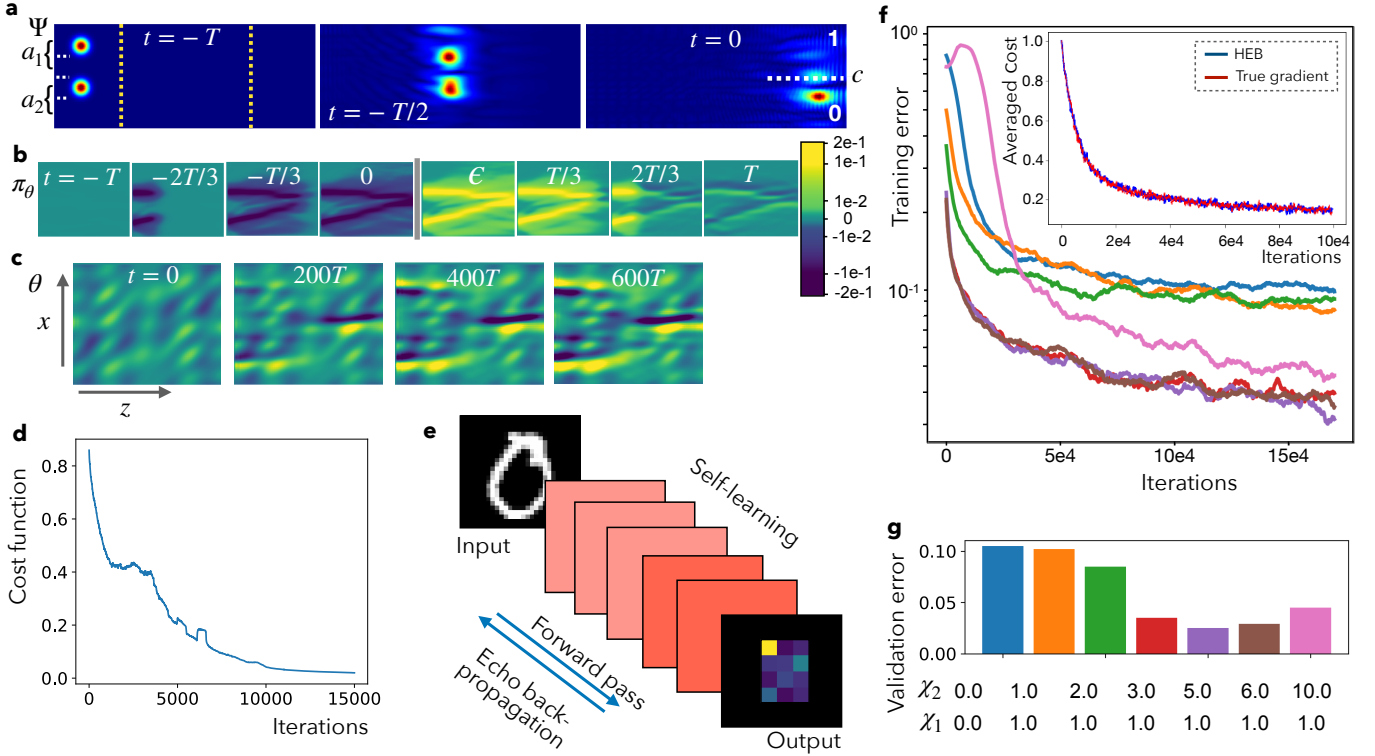 a
Ψ
a₁{
a₂{
t = −T
t = −T/2
t = 0
1
c
0
b
π_θ
t = −T
−2T/3
−T/3
0
ϵ
T/3
2T/3
T
2e-1
1e-1
1e-2
0
-1e-2
-1e-1
-2e-1
c
θ
x
z
t = 0
200T
400T
600T
d
Cost function
0.8
0.6
0.4
0.2
0.0
0
5000
10000
15000
Iterations
e
Input
Self-learning
Forward pass
Echo back-
propagation
Output
f
Training error
10⁰
10⁻¹
0
5e4
10e4
15e4
Iterations
Averaged Cost
1.0
0.8
0.6
0.4
0.2
HEB
True gradient
0
2e4
4e4
6e4
8e4
10e4
Iterations
g
Validation error
0.10
0.05
0.00
χ₂ 0.0 1.0 2.0 3.0 5.0 6.0 10.0
χ₁ 0.0 1.0 1.0 1.0 1.0 1.0 1.0